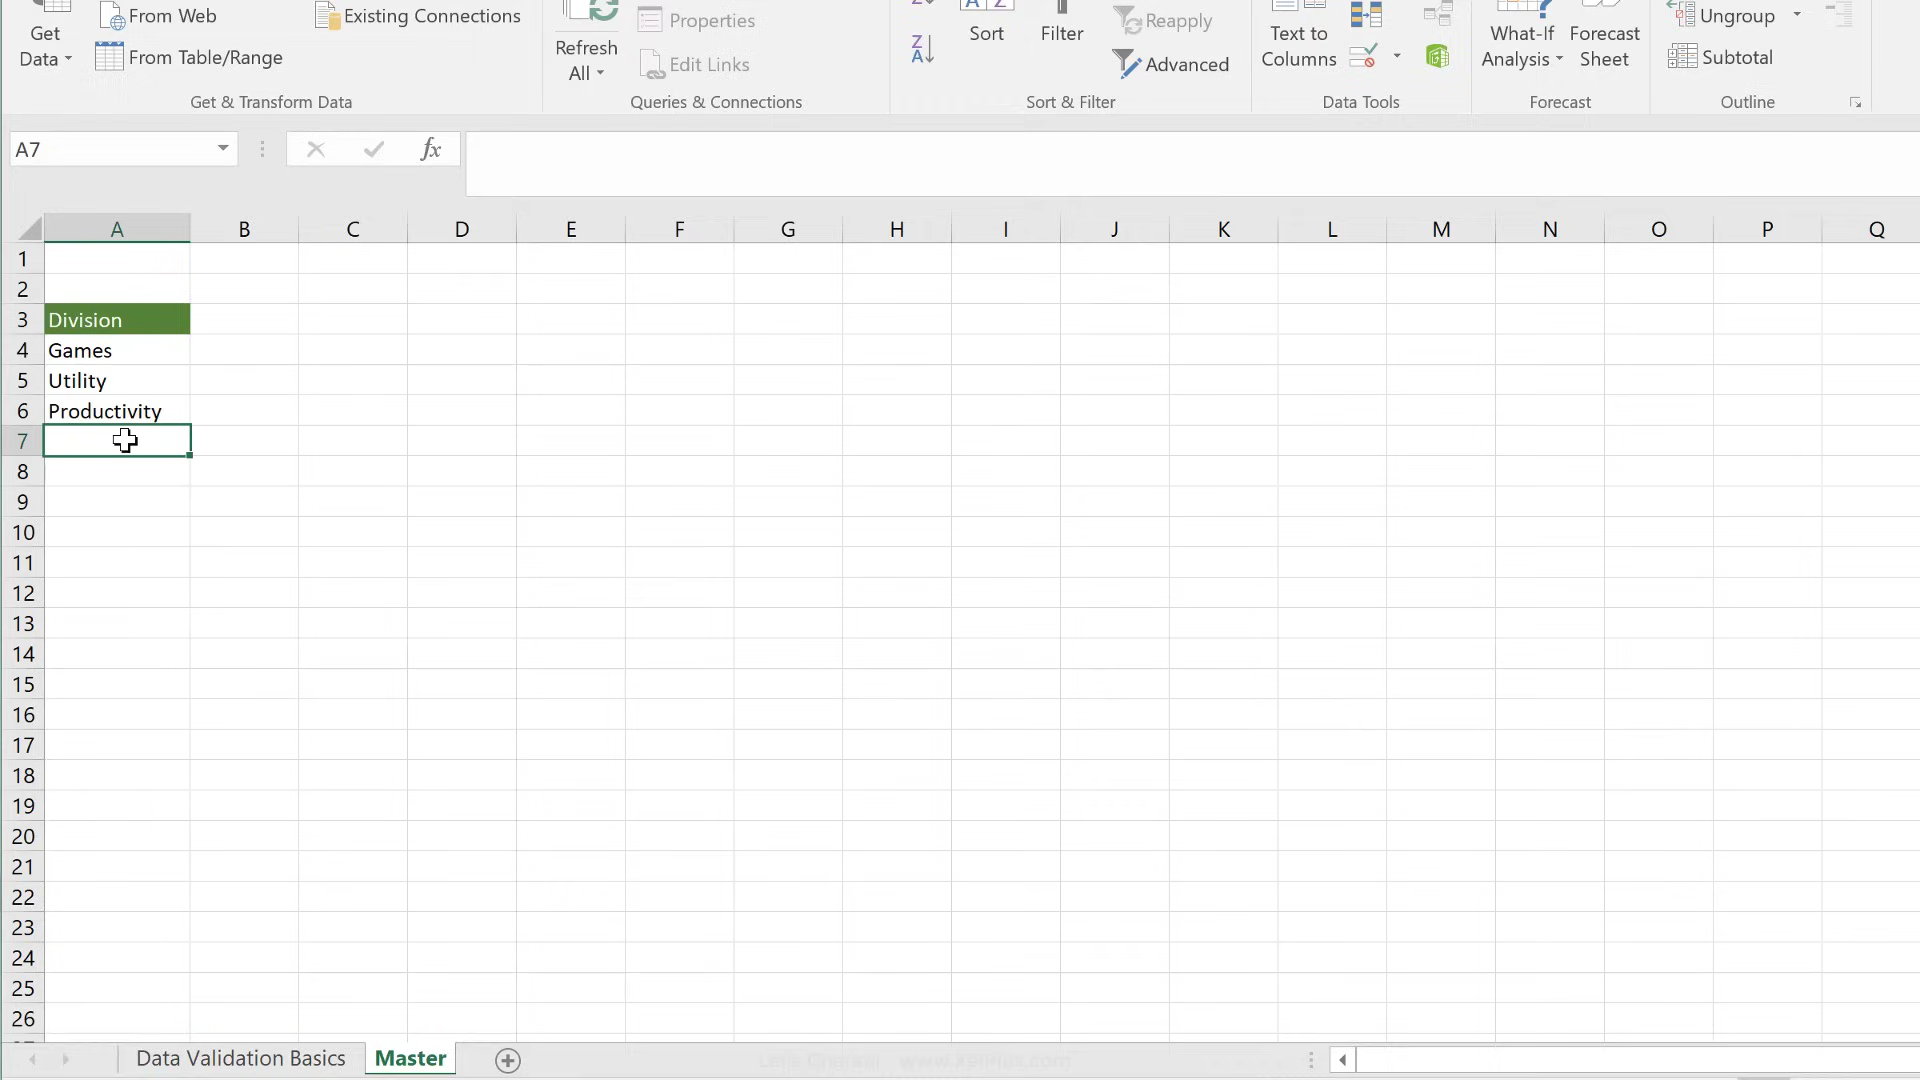 From Web
Existing Connections
Get
Data
From Table/Range
Get & Transform Data
Refresh
All
Properties
Edit Links
Queries & Connections
Z
A
A Z
Sort
Filter
Reapply
Advanced
Sort & Filter
Text to
Columns
Data Tools
What-If
Analysis
Forecast
Sheet
Forecast
Ungroup
Subtotal
Outline
A7
fx
A B C D E F G H I J K L M N O P Q
1
2
3 Division
4 Games
5 Utility
6 Productivity
7
8
9
10
11
12
13
14
15
16
17
18
19
20
21
22
23
24
25
26
Data Validation Basics
Master